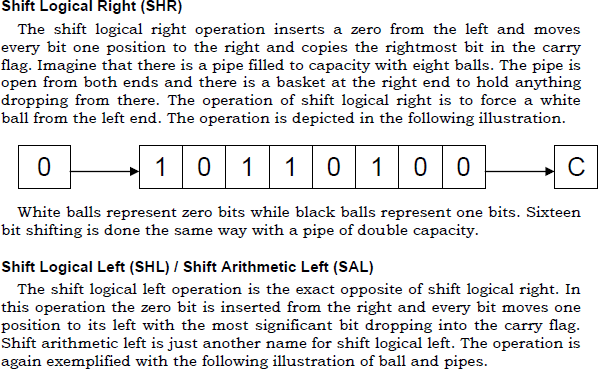 Shift Logical Right (SHR)
The shift logical right operation inserts a zero from the left and moves
every bit one position to the right and copies the rightmost bit in the carry
flag. Imagine that there is a pipe filled to capacity with eight balls. The pipe is
open from both ends and there is a basket at the right end to hold anything
dropping from there. The operation of shift logical right is to force a white
ball from the left end. The operation is depicted in the following illustration.
0 1 0 1 1 0 1 0 0 C
White balls represent zero bits while black balls represent one bits. Sixteen
bit shifting is done the same way with a pipe of double capacity.
Shift Logical Left (SHL) / Shift Arithmetic Left (SAL)
The shift logical left operation is the exact opposite of shift logical right. In
this operation the zero bit is inserted from the right and every bit moves one
position to its left with the most significant bit dropping into the carry flag.
Shift arithmetic left is just another name for shift logical left. The operation is
again exemplified with the following illustration of ball and pipes.